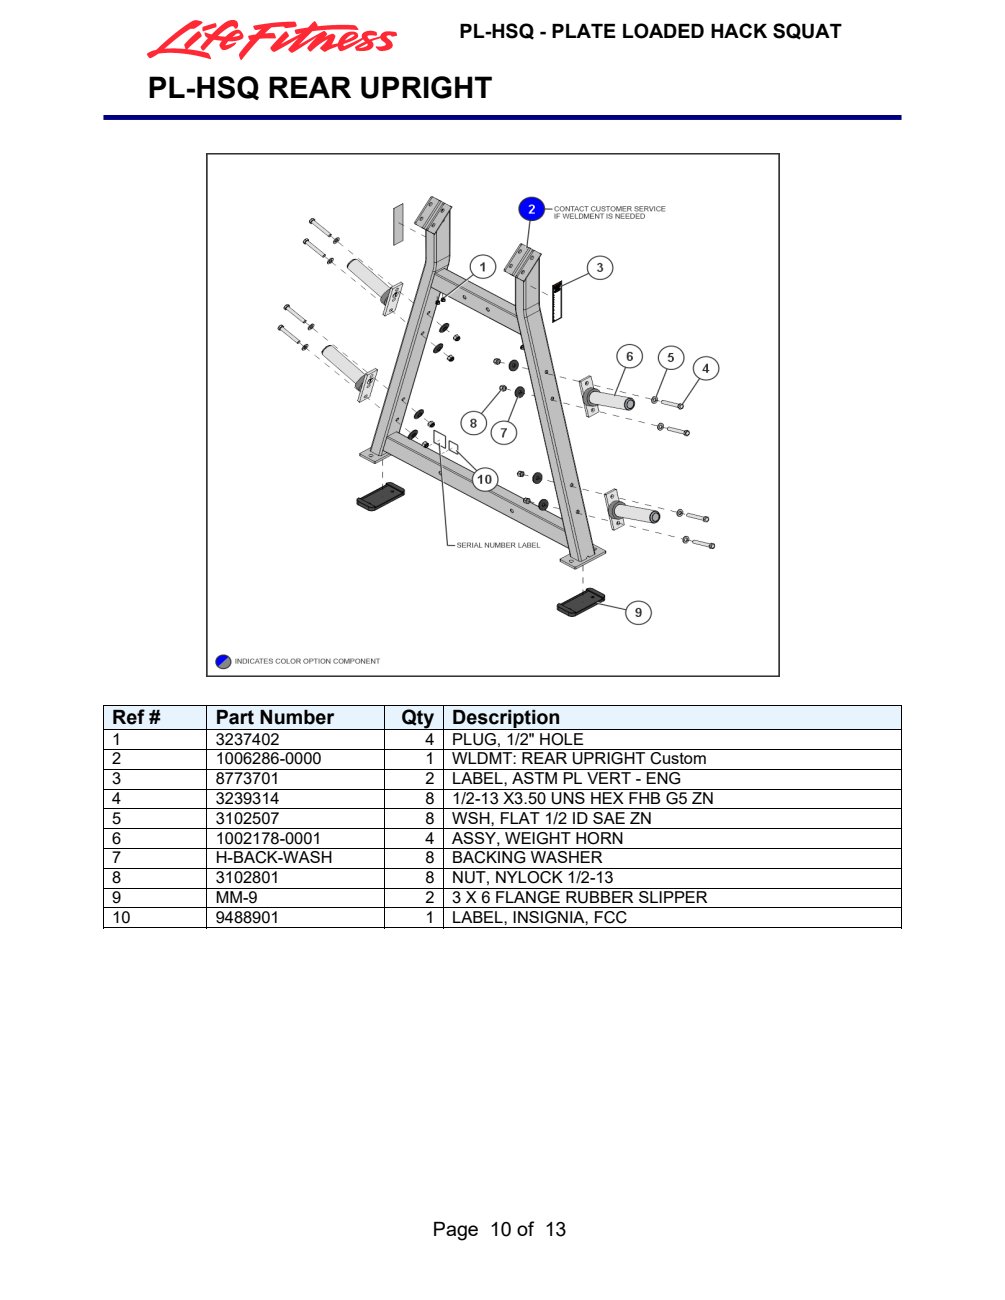 Life Fitness
PL-HSQ - PLATE LOADED HACK SQUAT
PL-HSQ REAR UPRIGHT
2
CONTACT CUSTOMER SERVICE
IF WELDMENT IS NEEDED
1
3
6
5
4
8
7
10
SERIAL NUMBER LABEL
9
INDICATES COLOR OPTION COMPONENT
Ref # Part Number Qty Description
1 3237402 4 PLUG, 1/2" HOLE
2 1006286-0000 1 WLDMT: REAR UPRIGHT Custom
3 8773701 2 LABEL, ASTM PL VERT - ENG
4 3239314 8 1/2-13 X3.50 UNS HEX FHB G5 ZN
5 3102507 8 WSH, FLAT 1/2 ID SAE ZN
6 1002178-0001 4 ASSY, WEIGHT HORN
7 H-BACK-WASH 8 BACKING WASHER
8 3102801 8 NUT, NYLOCK 1/2-13
9 MM-9 2 3 X 6 FLANGE RUBBER SLIPPER
10 9488901 1 LABEL, INSIGNIA, FCC
Page 10 of 13